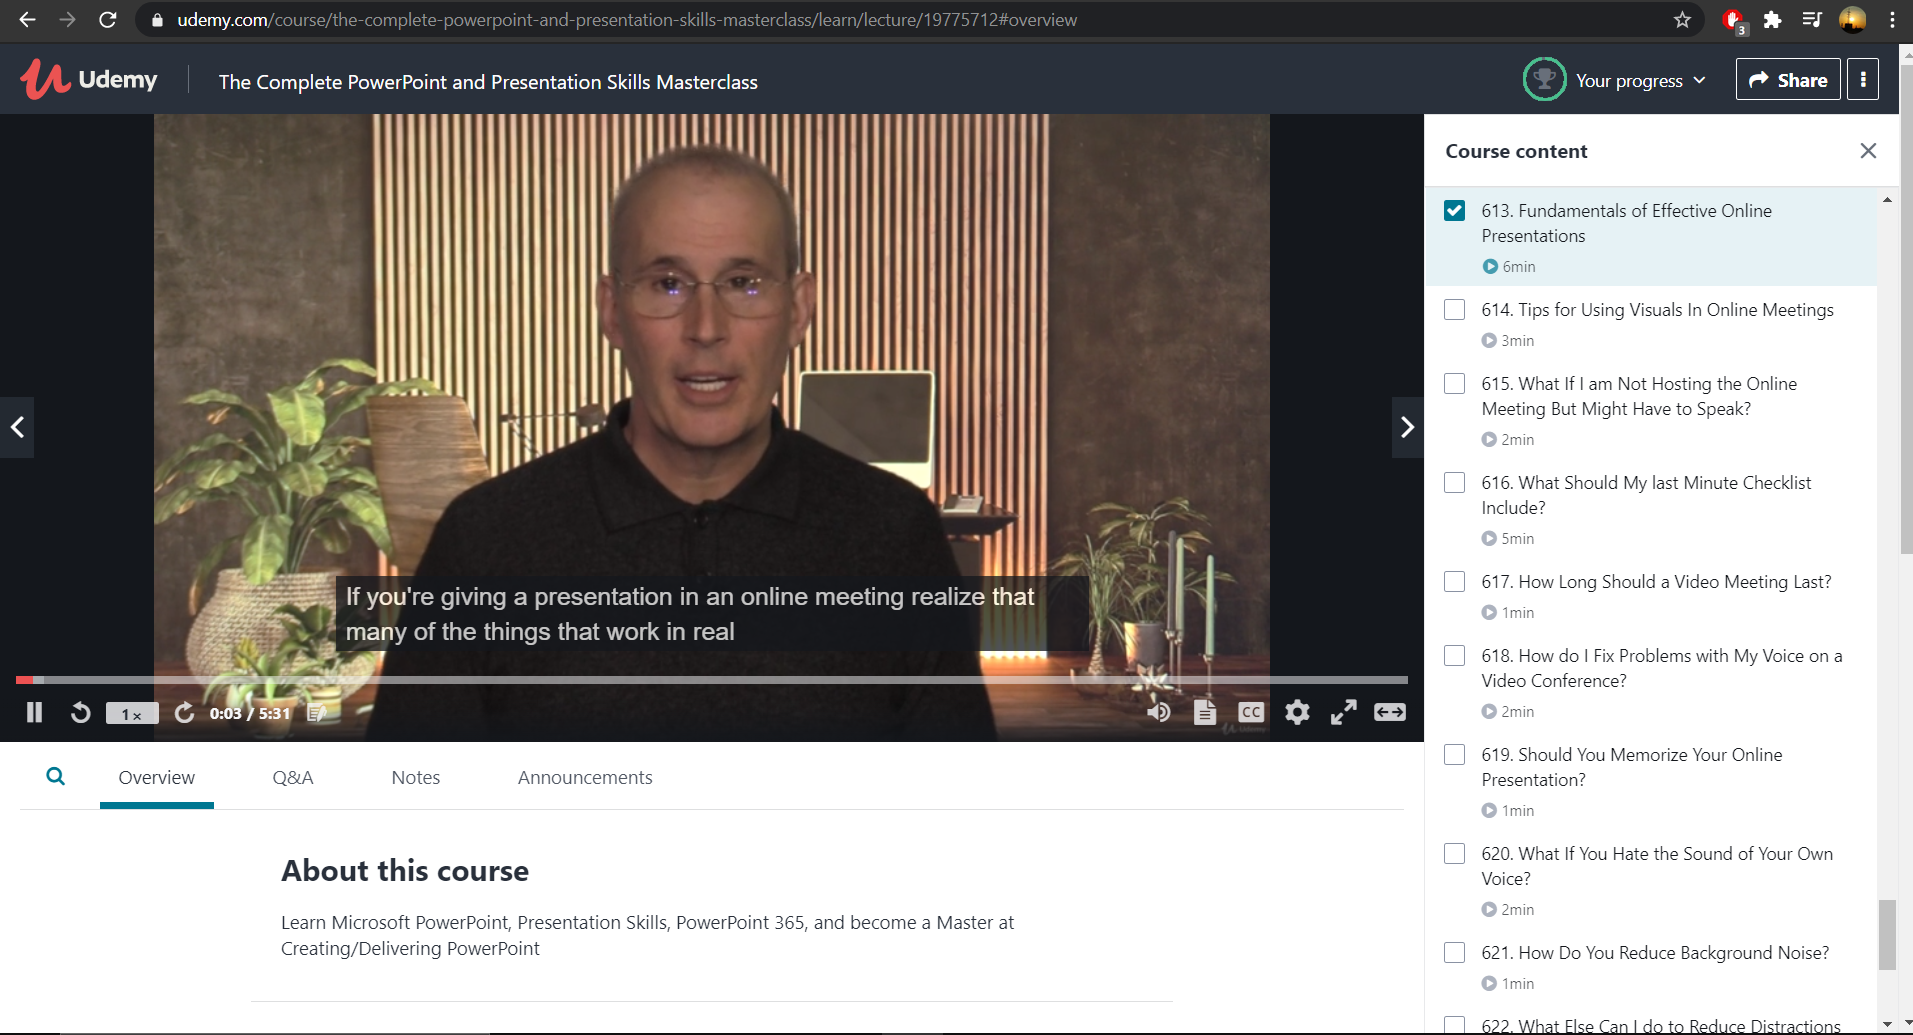 udemy.com/course/the-complete-powerpoint-and-presentation-skills-masterclass/learn/lecture/19775712#overview
3
Udemy
The Complete PowerPoint and Presentation Skills Masterclass
Your progress
Share
If you're giving a presentation in an online meeting realize that
many of the things that work in real
1×
0:03 / 5:31
CC
Udemy
Overview
Q&A
Notes
Announcements
About this course
Learn Microsoft PowerPoint, Presentation Skills, PowerPoint 365, and become a Master at
Creating/Delivering PowerPoint
Course content
613. Fundamentals of Effective Online
Presentations
6min
614. Tips for Using Visuals In Online Meetings
3min
615. What If I am Not Hosting the Online
Meeting But Might Have to Speak?
2min
616. What Should My last Minute Checklist
Include?
5min
617. How Long Should a Video Meeting Last?
1min
618. How do I Fix Problems with My Voice on a
Video Conference?
2min
619. Should You Memorize Your Online
Presentation?
1min
620. What If You Hate the Sound of Your Own
Voice?
2min
621. How Do You Reduce Background Noise?
1min
622. What Else Can I do to Reduce Distractions